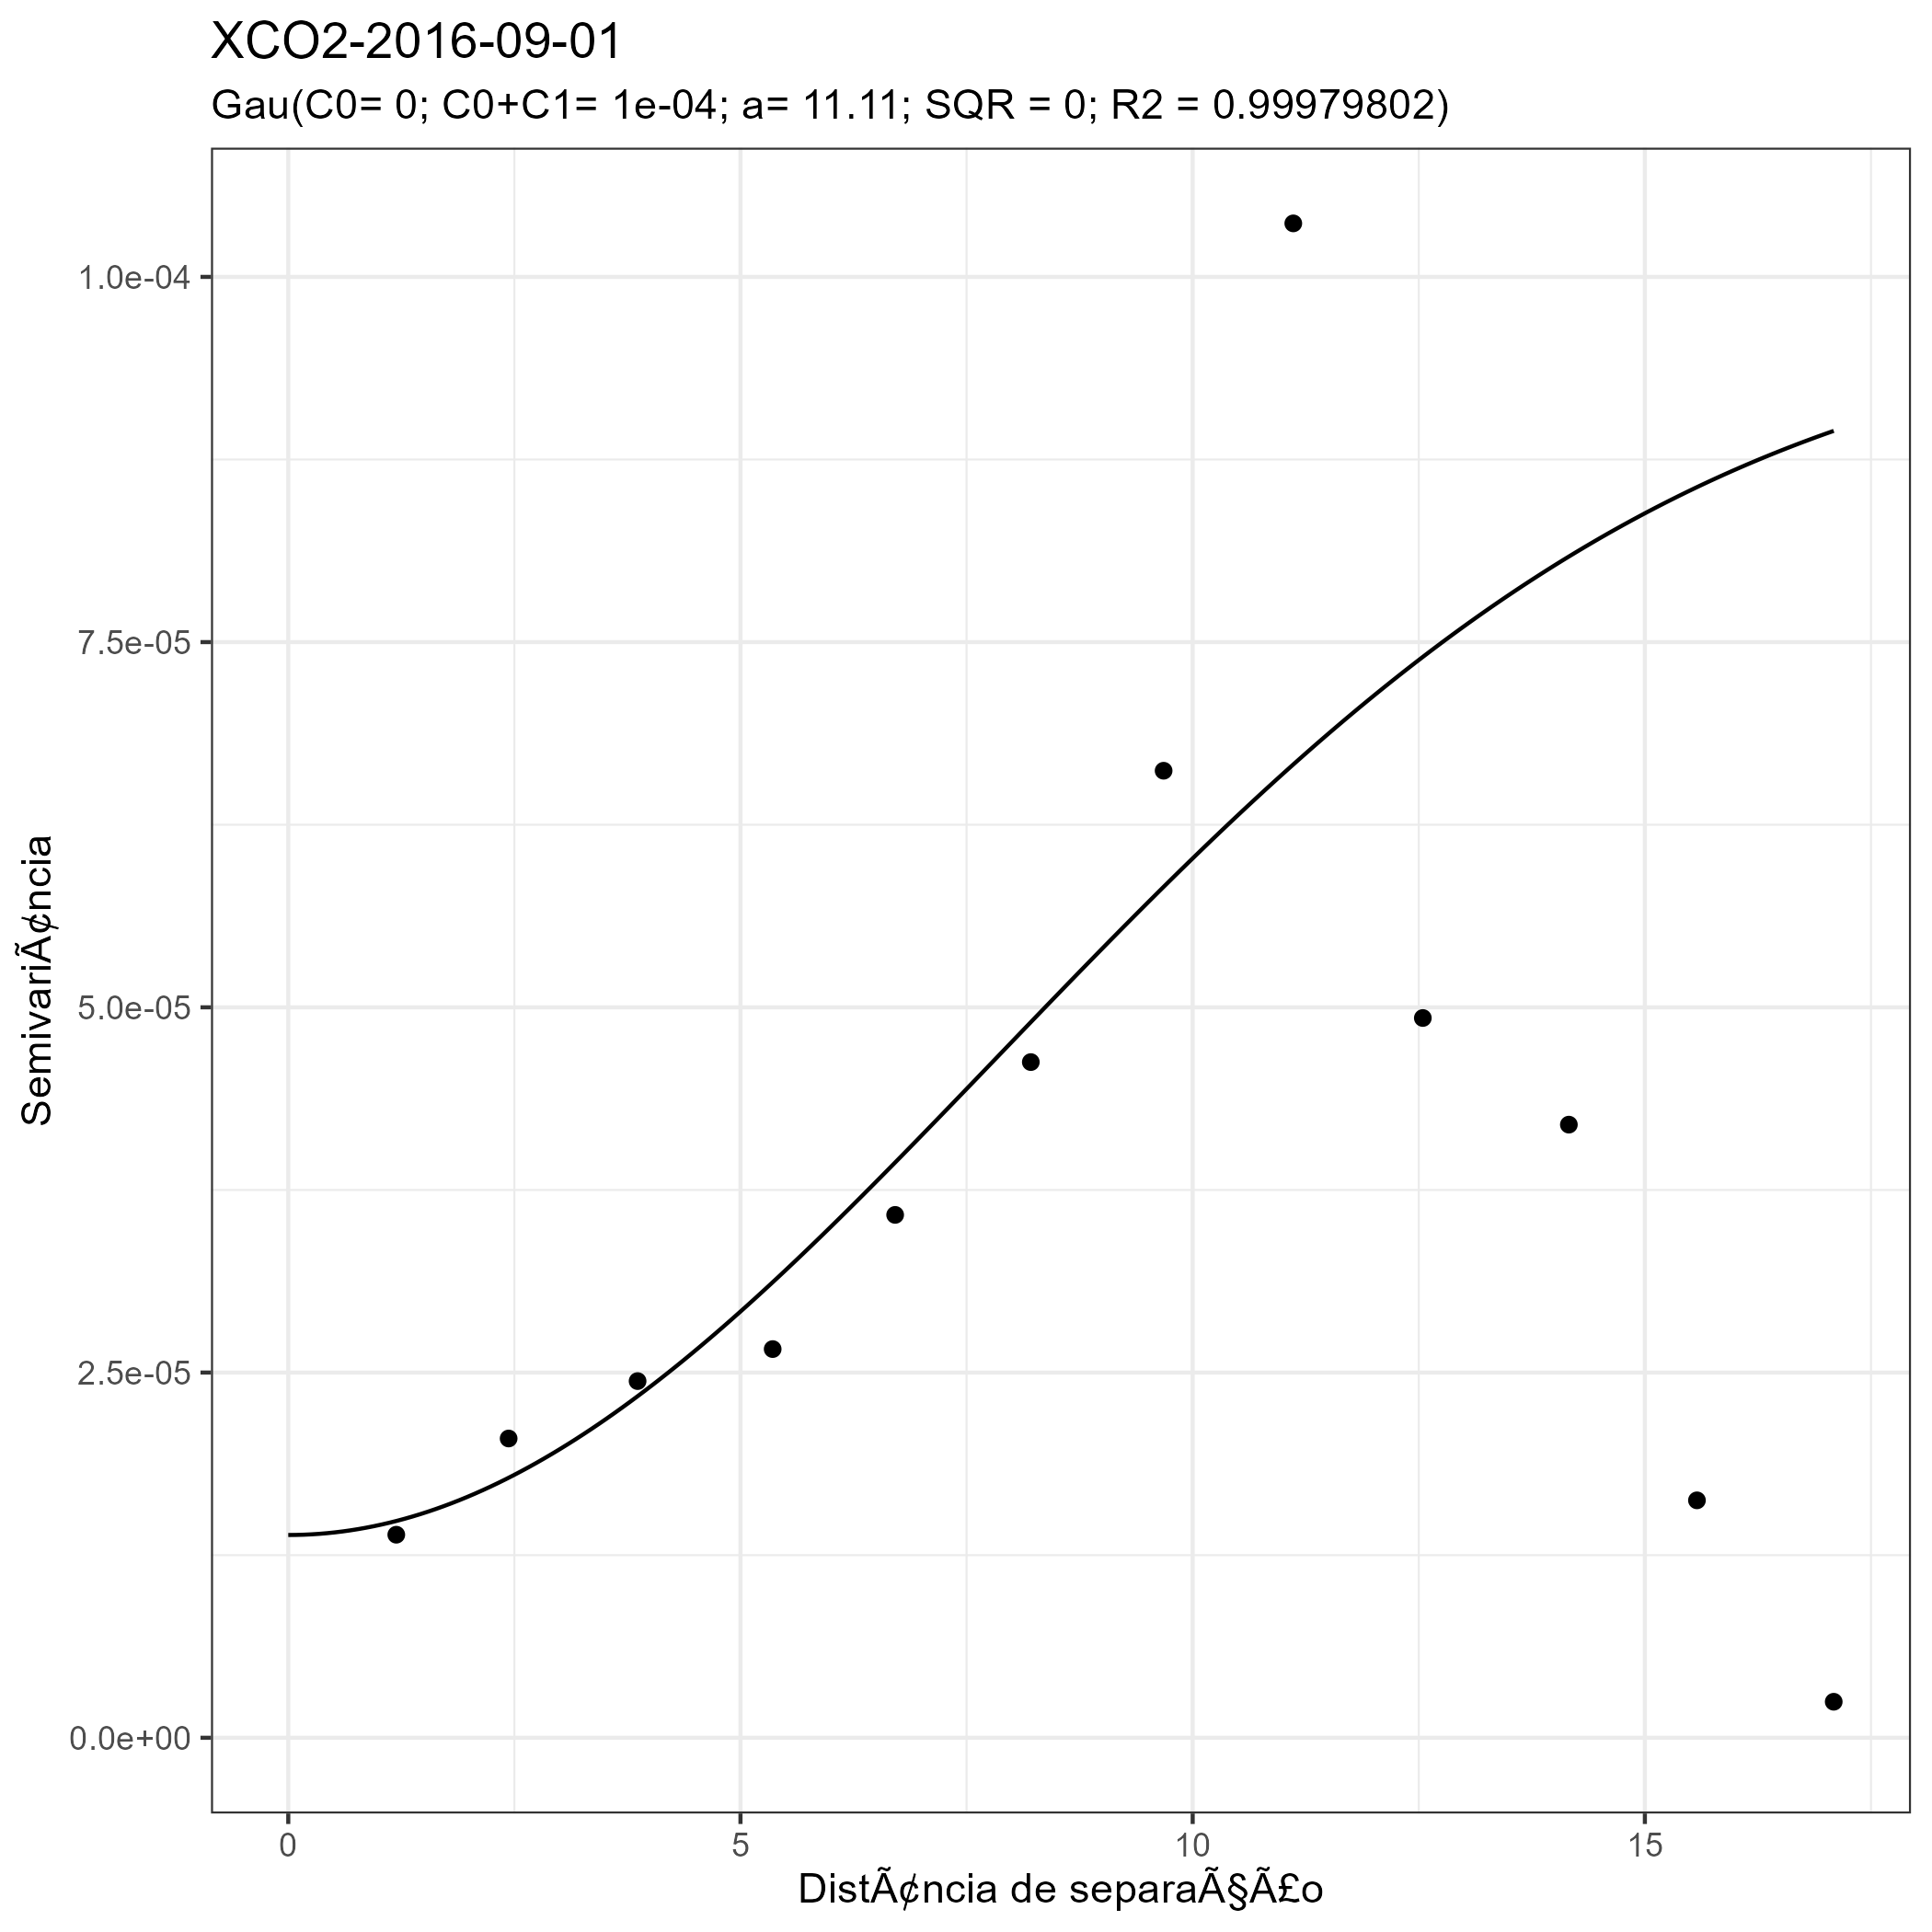 XCO2-2016-09-01
Gau(C0= 0; C0+C1= 1e-04; a= 11.11; SQR = 0; R2 = 0.99979802)
SemivariÃ¢ncia
1.0e-04
7.5e-05
5.0e-05
2.5e-05
0.0e+00
0 5 10 15
DistÃ¢ncia de separaÃ§Ã£o